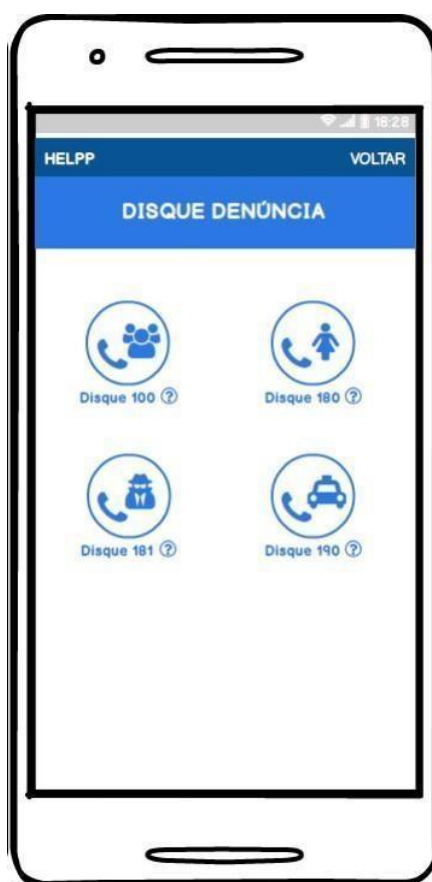 18:28
HELPP VOLTAR
DISQUE DENÚNCIA
Disque 100 ? Disque 180 ?
Disque 181 ? Disque 190 ?